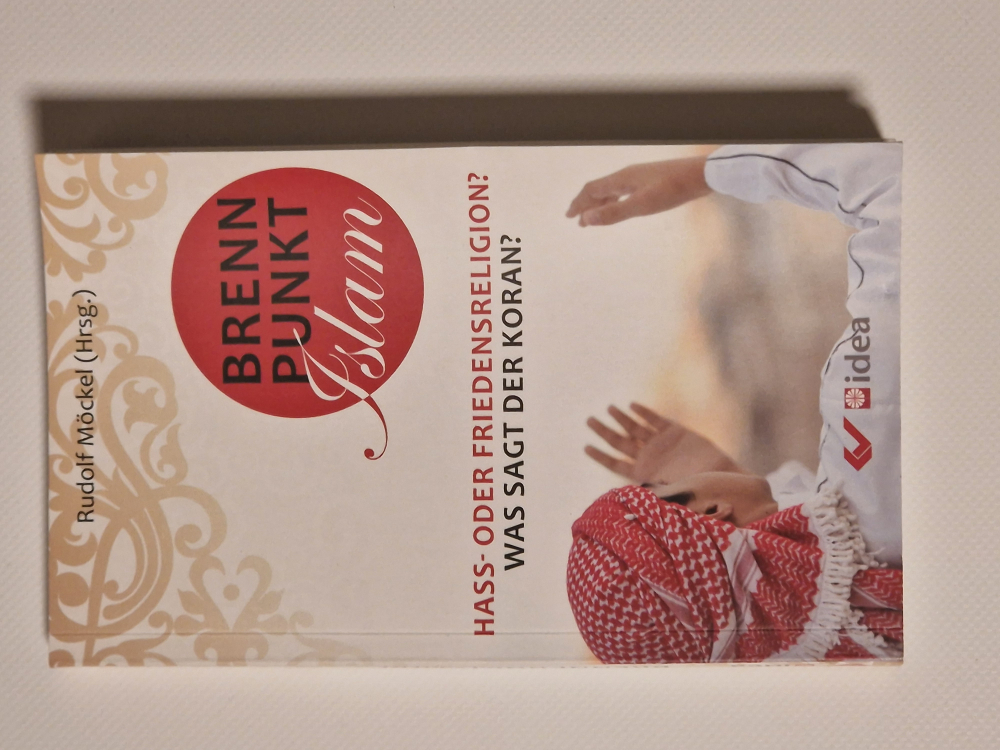 Rudolf Möckel (Hrsg.)
BRENN
PUNKT
Islam
HASS- ODER FRIEDENSRELIGION?
WAS SAGT DER KORAN?
idea